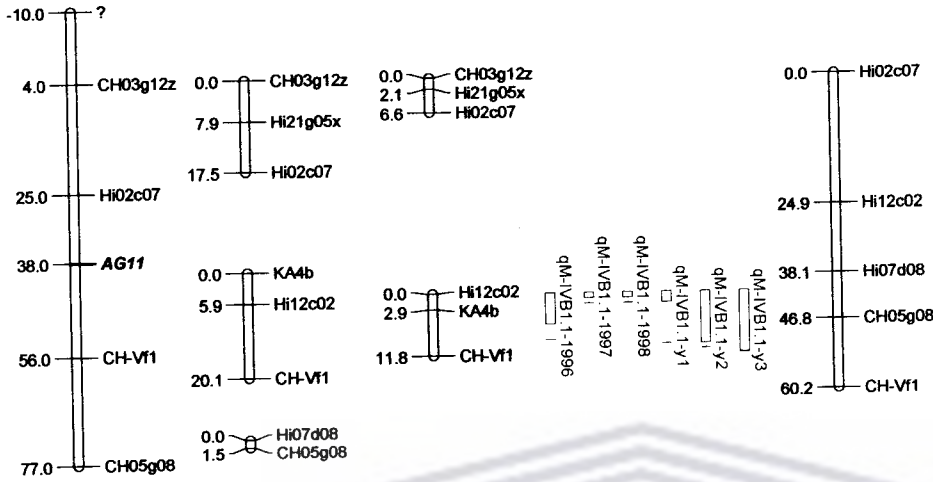 -10.0 ?
4.0 CH03g12z
25.0 Hi02c07
38.0 AG11
56.0 CH-Vf1
77.0 CH05g08
0.0 CH03g12z
7.9 Hi21g05x
17.5 Hi02c07
0.0 KA4b
5.9 Hi12c02
20.1 CH-Vf1
0.0 Hi07d08
1.5 CH05g08
0.0 CH03g12z
2.1 Hi21g05x
6.6 Hi02c07
0.0 Hi12c02
2.9 KA4b
11.8 CH-Vf1
qM-IVB1.1-1996
qM-IVB1.1-1997
qM-IVB1.1-1998
qM-IVB1.1-y1
qM-IVB1.1-y2
qM-IVB1.1-y3
0.0 Hi02c07
24.9 Hi12c02
38.1 Hi07d08
46.8 CH05g08
60.2 CH-Vf1